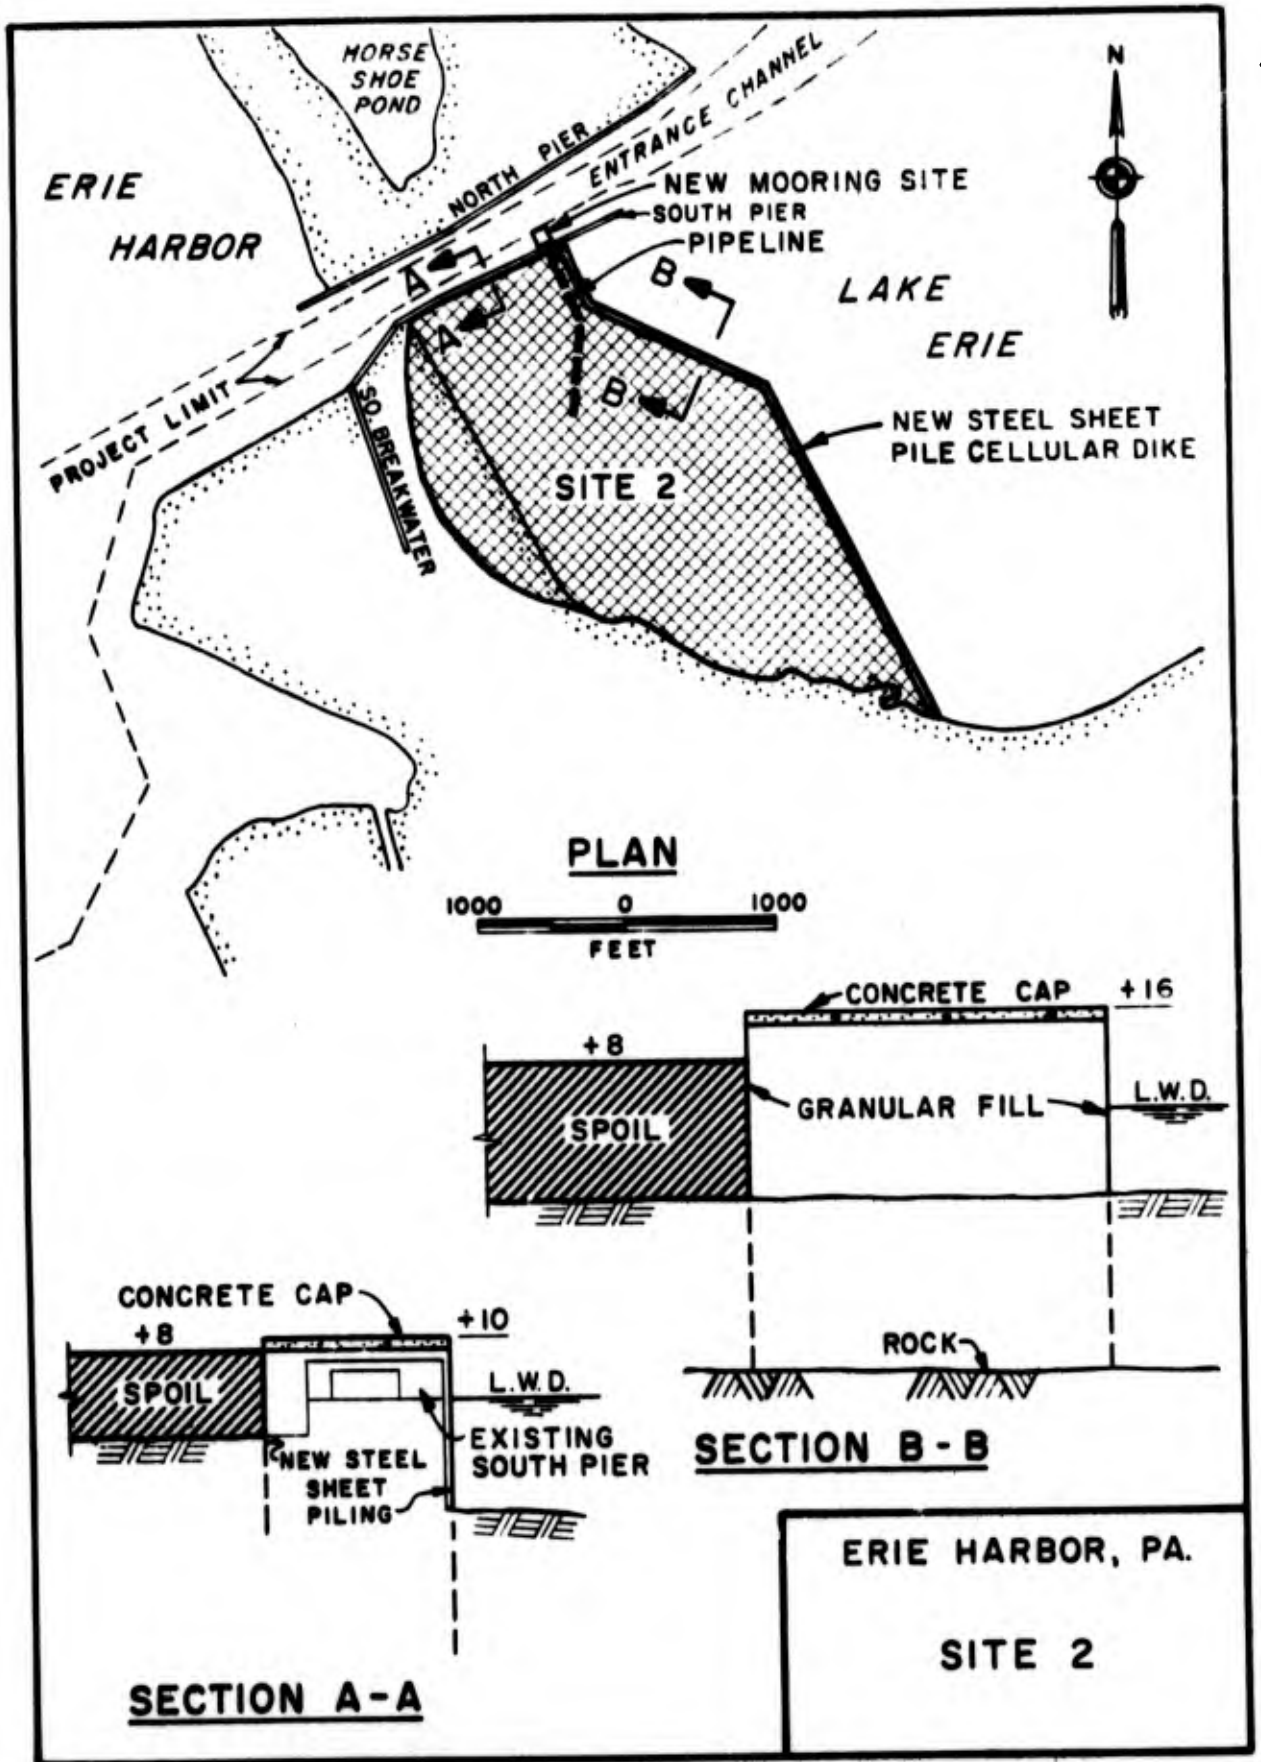 HORSE
SHOE
POND
N
ERIE
HARBOR
NORTH PIER
ENTRANCE CHANNEL
NEW MOORING SITE
SOUTH PIER
PIPELINE
A
A
B
B
LAKE
ERIE
PROJECT LIMIT
SO. BREAKWATER
NEW STEEL SHEET
PILE CELLULAR DIKE
SITE 2
PLAN
1000 0 1000
FEET
CONCRETE CAP +16
+8
L.W.D.
GRANULAR FILL
SPOIL
ROCK
SECTION B-B
CONCRETE CAP
+8 +10
SPOIL
L.W.D.
EXISTING
SOUTH PIER
NEW STEEL
SHEET
PILING
SECTION A-A
ERIE HARBOR, PA.
SITE 2